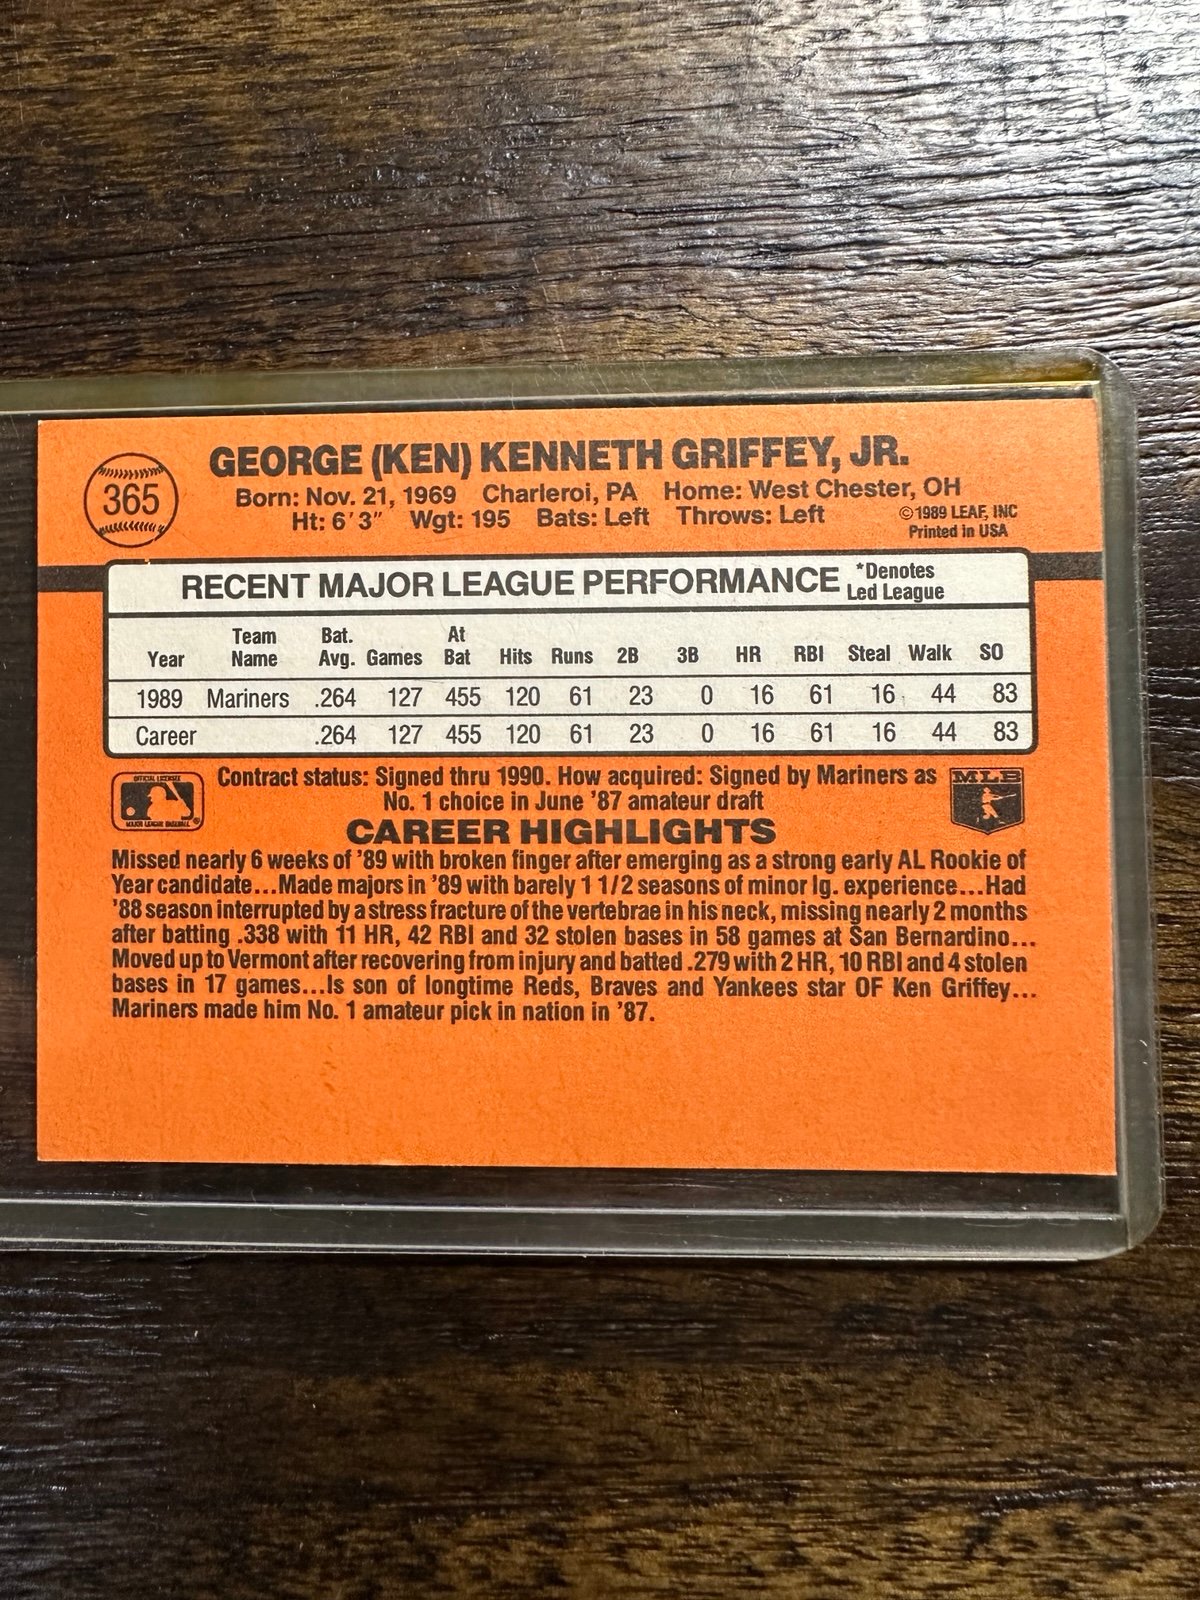 GEORGE (KEN) KENNETH GRIFFEY, JR.
365
Born: Nov. 21, 1969 Charleroi, PA Home: West Chester, OH
Ht: 6'3" Wgt: 195 Bats: Left Throws: Left
©1989 LEAF, INC
Printed in USA
RECENT MAJOR LEAGUE PERFORMANCE *Denotes
Led League
Year Team Name Bat. Avg. Games At Bat Hits Runs 2B 3B HR RBI Steal Walk SO
1989 Mariners .264 127 455 120 61 23 0 16 61 16 44 83
Career .264 127 455 120 61 23 0 16 61 16 44 83
OFFICIAL LICENSEE
MAJOR LEAGUE BASEBALL
®
Contract status: Signed thru 1990. How acquired: Signed by Mariners as
No. 1 choice in June '87 amateur draft
MLB
CAREER HIGHLIGHTS
Missed nearly 6 weeks of '89 with broken finger after emerging as a strong early AL Rookie of
Year candidate...Made majors in '89 with barely 1 1/2 seasons of minor lg. experience...Had
'88 season interrupted by a stress fracture of the vertebrae in his neck, missing nearly 2 months
after batting .338 with 11 HR, 42 RBI and 32 stolen bases in 58 games at San Bernardino...
Moved up to Vermont after recovering from injury and batted .279 with 2 HR, 10 RBI and 4 stolen
bases in 17 games...Is son of longtime Reds, Braves and Yankees star OF Ken Griffey...
Mariners made him No. 1 amateur pick in nation in '87.